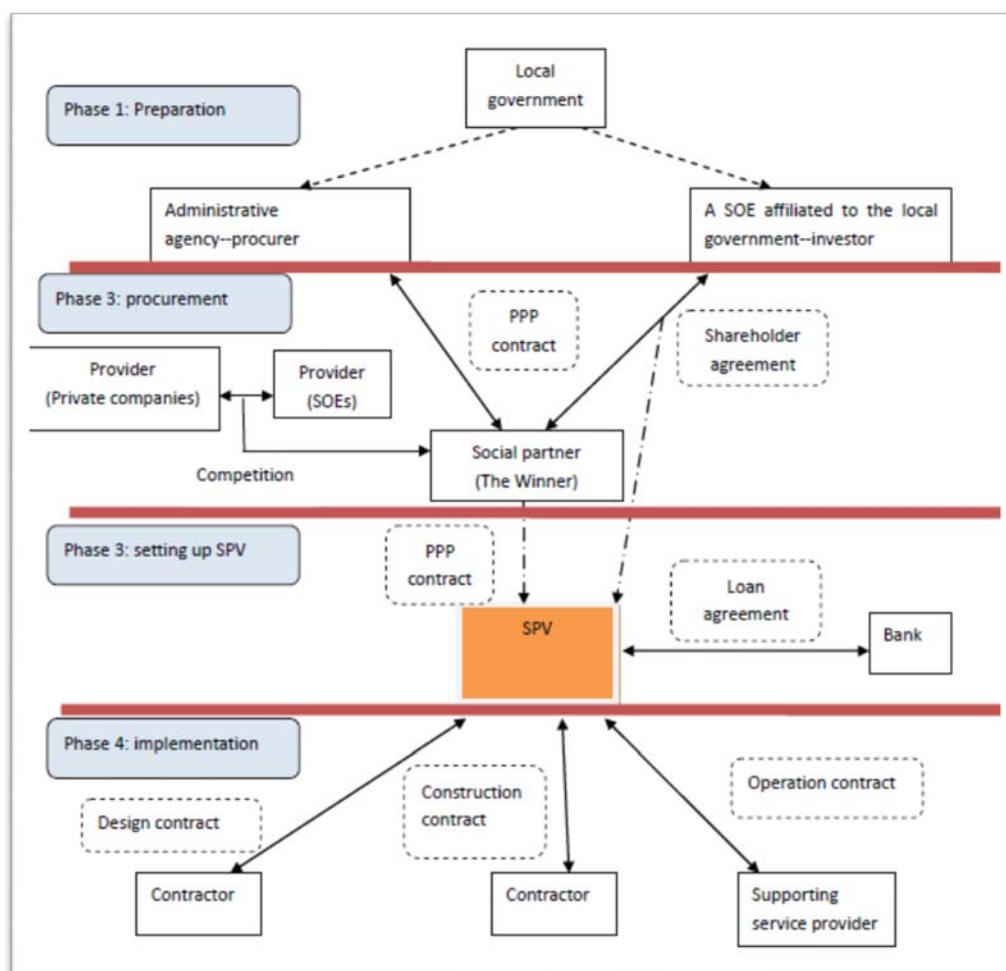 Local
government
Phase 1: Preparation
Administrative
agency--procurer
A SOE affiliated to the local
government--investor
Phase 3: procurement
PPP
contract
Shareholder
agreement
Provider
(Private companies)
Provider
(SOEs)
Social partner
(The Winner)
Competition
Phase 3: setting up SPV
PPP
contract
Loan
agreement
SPV
Bank
Phase 4: implementation
Design contract
Construction
contract
Operation contract
Contractor
Contractor
Supporting
service provider